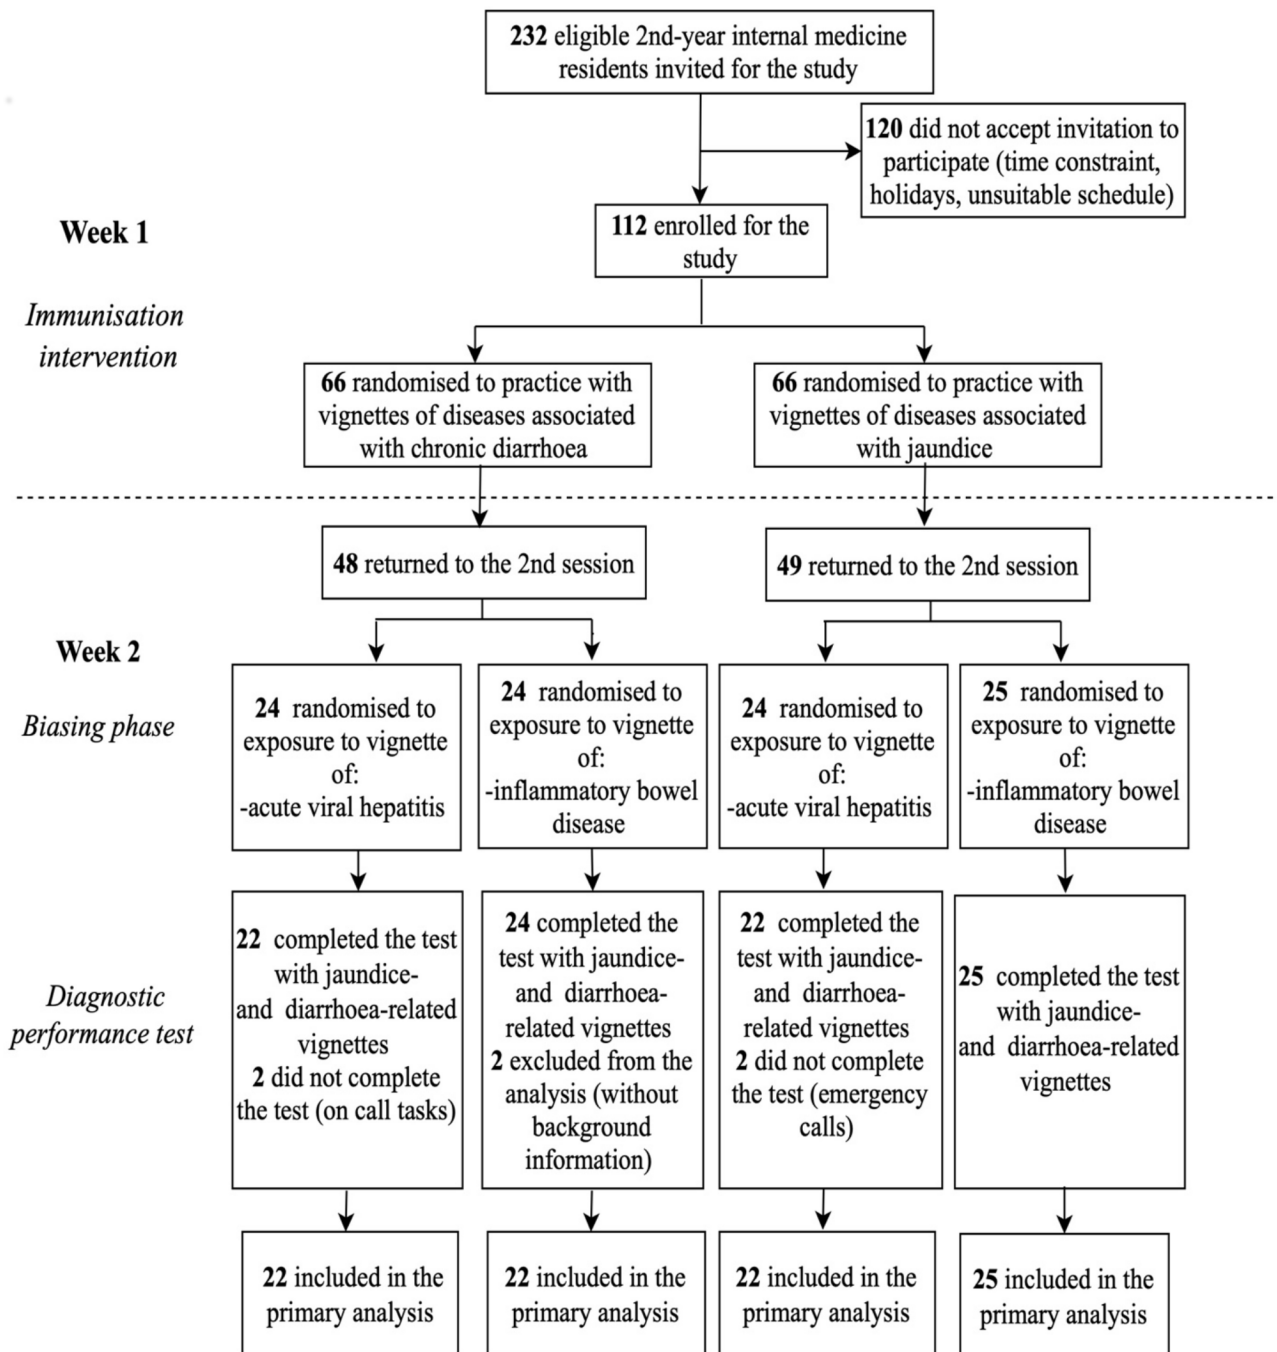 232 eligible 2nd-year internal medicine
residents invited for the study
120 did not accept invitation to
participate (time constraint,
holidays, unsuitable schedule)
Week 1
112 enrolled for the
study
Immunisation
intervention
66 randomised to practice with
vignettes of diseases associated
with chronic diarrhoea
66 randomised to practice with
vignettes of diseases associated
with jaundice
48 returned to the 2nd session
49 returned to the 2nd session
Week 2
Biasing phase
24 randomised to
exposure to vignette
of:
-acute viral hepatitis
24 randomised to
exposure to vignette
of:
-inflammatory bowel
disease
24 randomised to
exposure to vignette
of:
-acute viral hepatitis
25 randomised to
exposure to vignette
of:
-inflammatory bowel
disease
Diagnostic
performance test
22 completed the test
with jaundice-
and diarrhoea-related
vignettes
2 did not complete
the test (on call tasks)
24 completed the
test with jaundice-
and diarrhoea-
related vignettes
2 excluded from the
analysis (without
background
information)
22 completed the
test with jaundice-
and diarrhoea-
related vignettes
2 did not complete
the test (emergency
calls)
25 completed the test
with jaundice-
and diarrhoea-related
vignettes
22 included in the
primary analysis
22 included in the
primary analysis
22 included in the
primary analysis
25 included in the
primary analysis